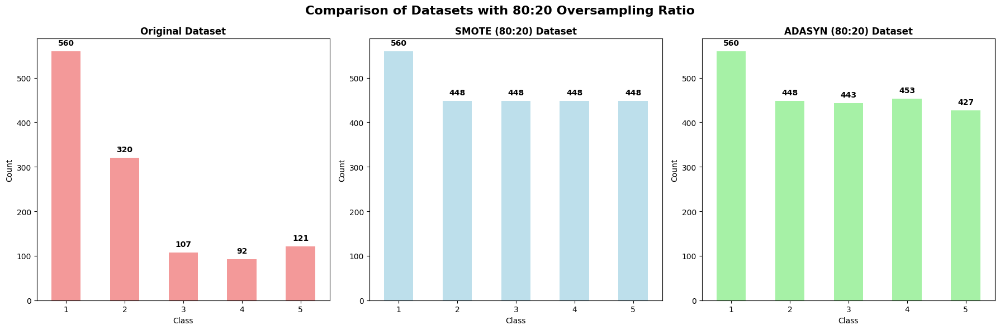 Comparison of Datasets with 80:20 Oversampling Ratio
Original Dataset
560
320
107
92
121
500
400
300
200
100
0
Count
1 2 3 4 5
Class
SMOTE (80:20) Dataset
560
448
448
448
448
500
400
300
200
100
0
Count
1 2 3 4 5
Class
ADASYN (80:20) Dataset
560
448
443
453
427
500
400
300
200
100
0
Count
1 2 3 4 5
Class